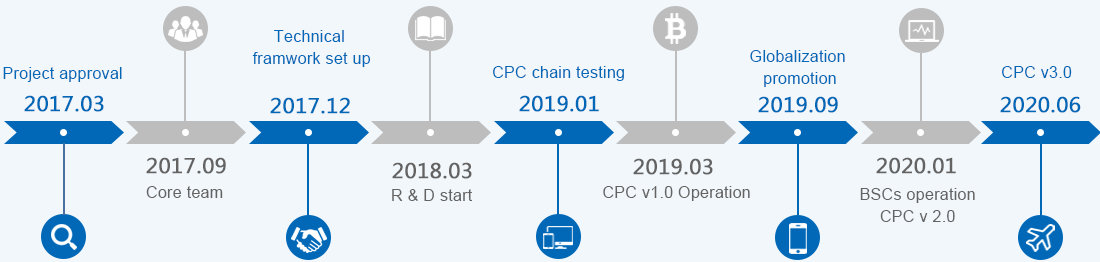 Project approval
2017.03
2017.09
Core team
Technical
framwork set up
2017.12
2018.03
R & D start
CPC chain testing
2019.01
2019.03
CPC v1.0 Operation
Globalization
promotion
2019.09
2020.01
BSCs operation
CPC v 2.0
CPC v3.0
2020.06